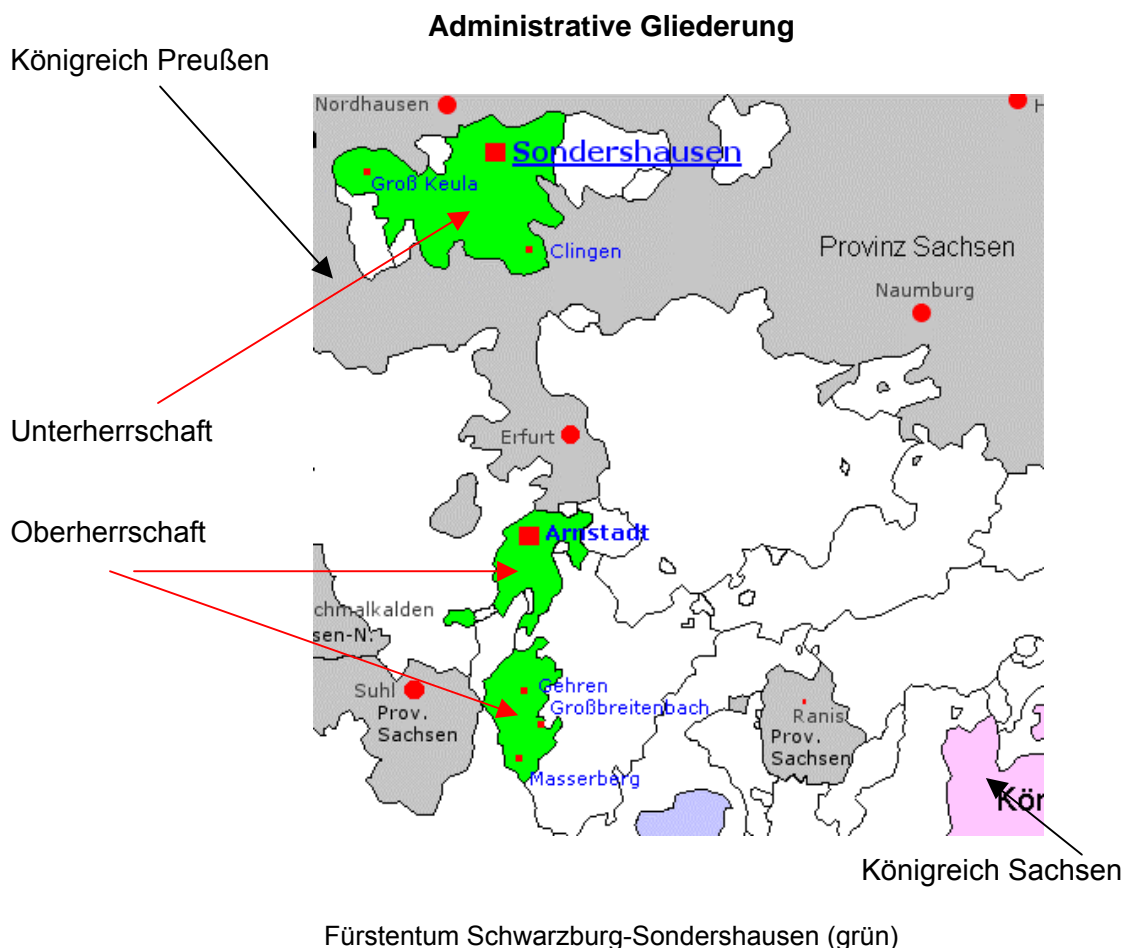 Administrative Gliederung
Königreich Preußen
Nordhausen
H
Sondershausen
Groß Keula
Clingen
Provinz Sachsen
Naumburg
Unterherrschaft
Erfurt
Oberherrschaft
Arnstadt
chmalkalden
sen-N.
Suhl
Prov.
Sachsen
Gehren
Großbreitenbach
Masserberg
Ranis
Prov.
Sachsen
Kör
Königreich Sachsen
Fürstentum Schwarzburg-Sondershausen (grün)